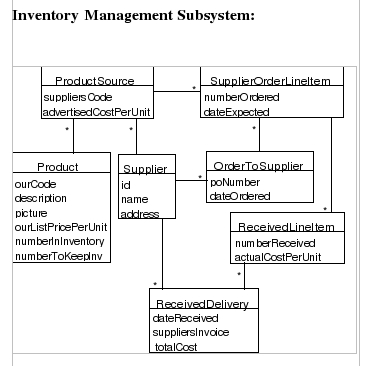 Inventory Management Subsystem:
ProductSource
suppliersCode
advertisedCostPerUnit
*
*
*
SupplierOrderLineItem
numberOrdered
dateExpected
*
*
Product
ourCode
description
picture
ourListPricePerUnit
numberInInventory
numberToKeepInv
Supplier
id
name
address
*
*
OrderToSupplier
poNumber
dateOrdered
ReceivedLineItem
numberReceived
actualCostPerUnit
*
ReceivedDelivery
dateReceived
suppliersInvoice
totalCost